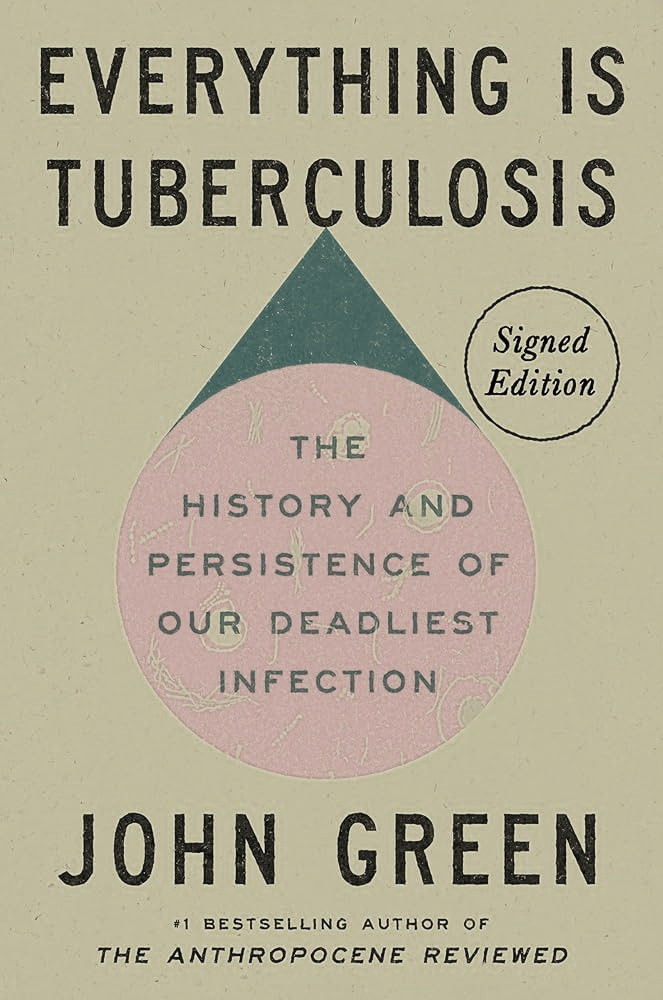 EVERYTHING IS
TUBERCULOSIS
Signed
Edition
THE
HISTORY AND
PERSISTENCE OF
OUR DEADLIEST
INFECTION
JOHN GREEN
#1 BESTSELLING AUTHOR OF
THE ANTHROPOCENE REVIEWED